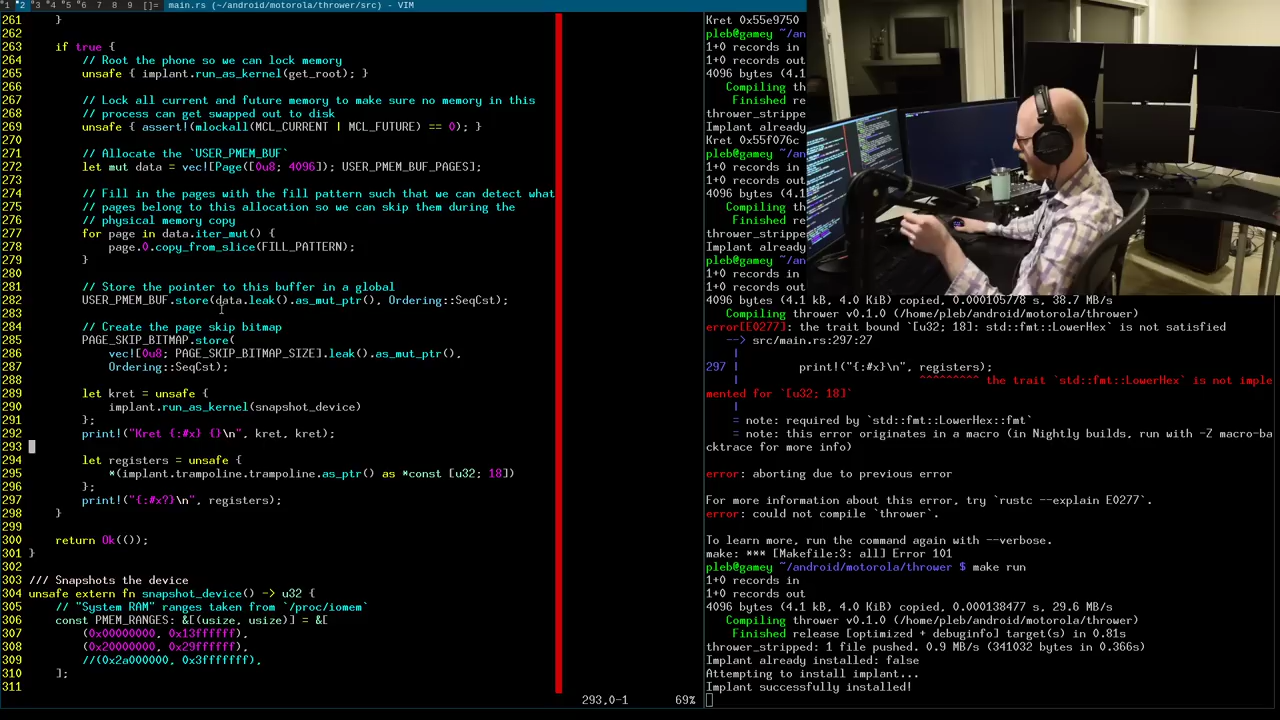 1 2 3 4 5 6 7 8 9 []= main.rs (~/android/motorola/thrower/src) - VIM
261 }
262
263 if true {
264 // Root the phone so we can lock memory
265 unsafe { implant.run_as_kernel(get_root); }
266
267 // Lock all current and future memory to make sure no memory in this
268 // process can get swapped out to disk
269 unsafe { assert!(mlockall(MCL_CURRENT | MCL_FUTURE) == 0); }
270
271 // Allocate the `USER_PMEM_BUF`
272 let mut data = vec![Page([0u8; 4096]); USER_PMEM_BUF_PAGES];
273
274 // Fill in the pages with the fill pattern such that we can detect what
275 // pages belong to this allocation so we can skip them during the
276 // physical memory copy
277 for page in data.iter_mut() {
278 page.0.copy_from_slice(FILL_PATTERN);
279 }
280
281 // Store the pointer to this buffer in a global
282 USER_PMEM_BUF.store(data.leak().as_mut_ptr(), Ordering::SeqCst);
283
284 // Create the page skip bitmap
285 PAGE_SKIP_BITMAP.store(
286 vec![0u8; PAGE_SKIP_BITMAP_SIZE].leak().as_mut_ptr(),
287 Ordering::SeqCst);
288
289 let kret = unsafe {
290 implant.run_as_kernel(snapshot_device)
291 };
292 print!("Kret {:#x} {}\n", kret, kret);
293
294 let registers = unsafe {
295 *(implant.trampoline.trampoline.as_ptr() as *const [u32; 18])
296 };
297 print!("{:#x?}\n", registers);
298 }
299
300 return Ok(());
301 }
302
303 /// Snapshots the device
304 unsafe extern fn snapshot_device() -> u32 {
305 // "System RAM" ranges taken from `/proc/iomem`
306 const PMEM_RANGES: &[(usize, usize)] = &[
307 (0x00000000, 0x13ffffff),
308 (0x20000000, 0x29ffffff),
309 //(0x2a000000, 0x3fffffff),
310 ];
311
293,0-1 69%
Kret 0x55e9750
pleb@gamey ~/an
1+0 records in
1+0 records out
4096 bytes (4.1
Compiling th
Finished re
thrower_strippe
Implant already
Kret 0x55f076c
pleb@gamey ~/an
1+0 records in
1+0 records out
4096 bytes (4.1
Compiling th
Finished re
thrower_strippe
Implant already
pleb@gamey ~/an
1+0 records in
1+0 records out
4096 bytes (4.1 kB, 4.0 KiB) copied, 0.000105778 s, 38.7 MB/s
Compiling thrower v0.1.0 (/home/pleb/android/motorola/thrower)
error[E0277]: the trait bound `[u32; 18]: std::fmt::LowerHex` is not satisfied
--> src/main.rs:297:27
|
297 | print!("{:#x}\n", registers);
| ^^^^^^^^^ the trait `std::fmt::LowerHex` is not imple
mented for `[u32; 18]`
|
= note: required by `std::fmt::LowerHex::fmt`
= note: this error originates in a macro (in Nightly builds, run with -Z macro-ba
cktrace for more info)
error: aborting due to previous error
For more information about this error, try `rustc --explain E0277`.
error: could not compile `thrower`.
To learn more, run the command again with --verbose.
make: *** [Makefile:3: all] Error 101
pleb@gamey ~/android/motorola/thrower $ make run
1+0 records in
1+0 records out
4096 bytes (4.1 kB, 4.0 KiB) copied, 0.000138477 s, 29.6 MB/s
Compiling thrower v0.1.0 (/home/pleb/android/motorola/thrower)
Finished release [optimized + debuginfo] target(s) in 0.81s
thrower_stripped: 1 file pushed. 0.9 MB/s (341032 bytes in 0.366s)
Implant already installed: false
Attempting to install implant...
Implant successfully installed!